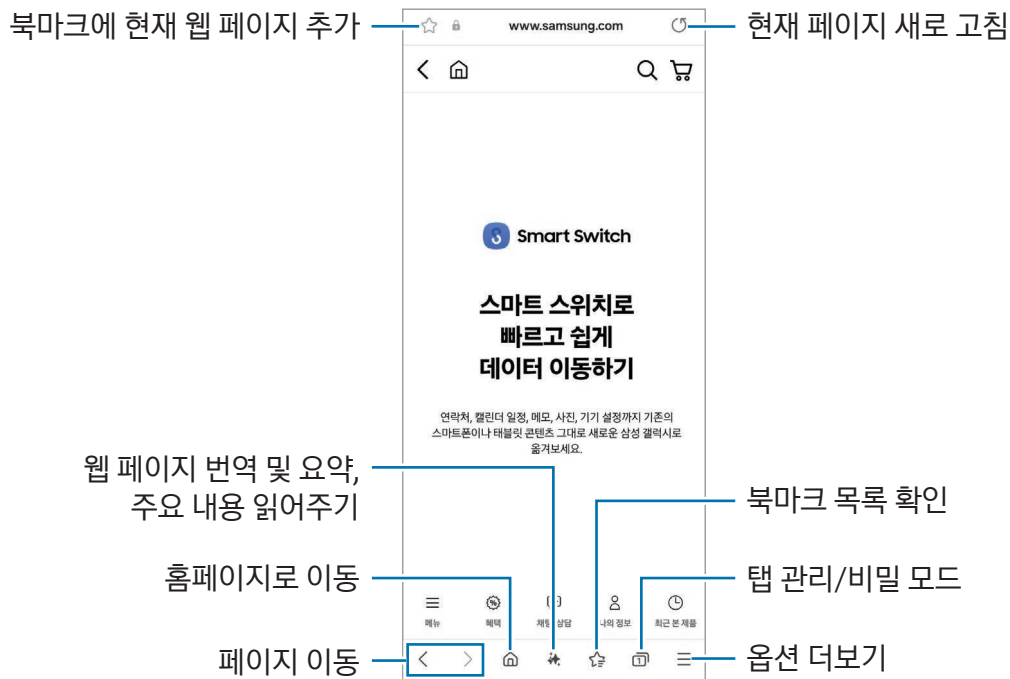 북마크에 현재 웹 페이지 추가
www.samsung.com
현재 페이지 새로 고침
Smart Switch
스마트 스위치로
빠르고 쉽게
데이터 이동하기
연락처, 캘린더 일정, 메모, 사진, 기기 설정까지 기존의
스마트폰이나 태블릿 콘텐츠 그대로 새로운 삼성 갤럭시로
옮겨보세요.
웹 페이지 번역 및 요약,
주요 내용 읽어주기
북마크 목록 확인
홈페이지로 이동
탭 관리/비밀 모드
메뉴
혜택
채팅 상담
나의 정보
최근 본 제품
페이지 이동
1
옵션 더보기